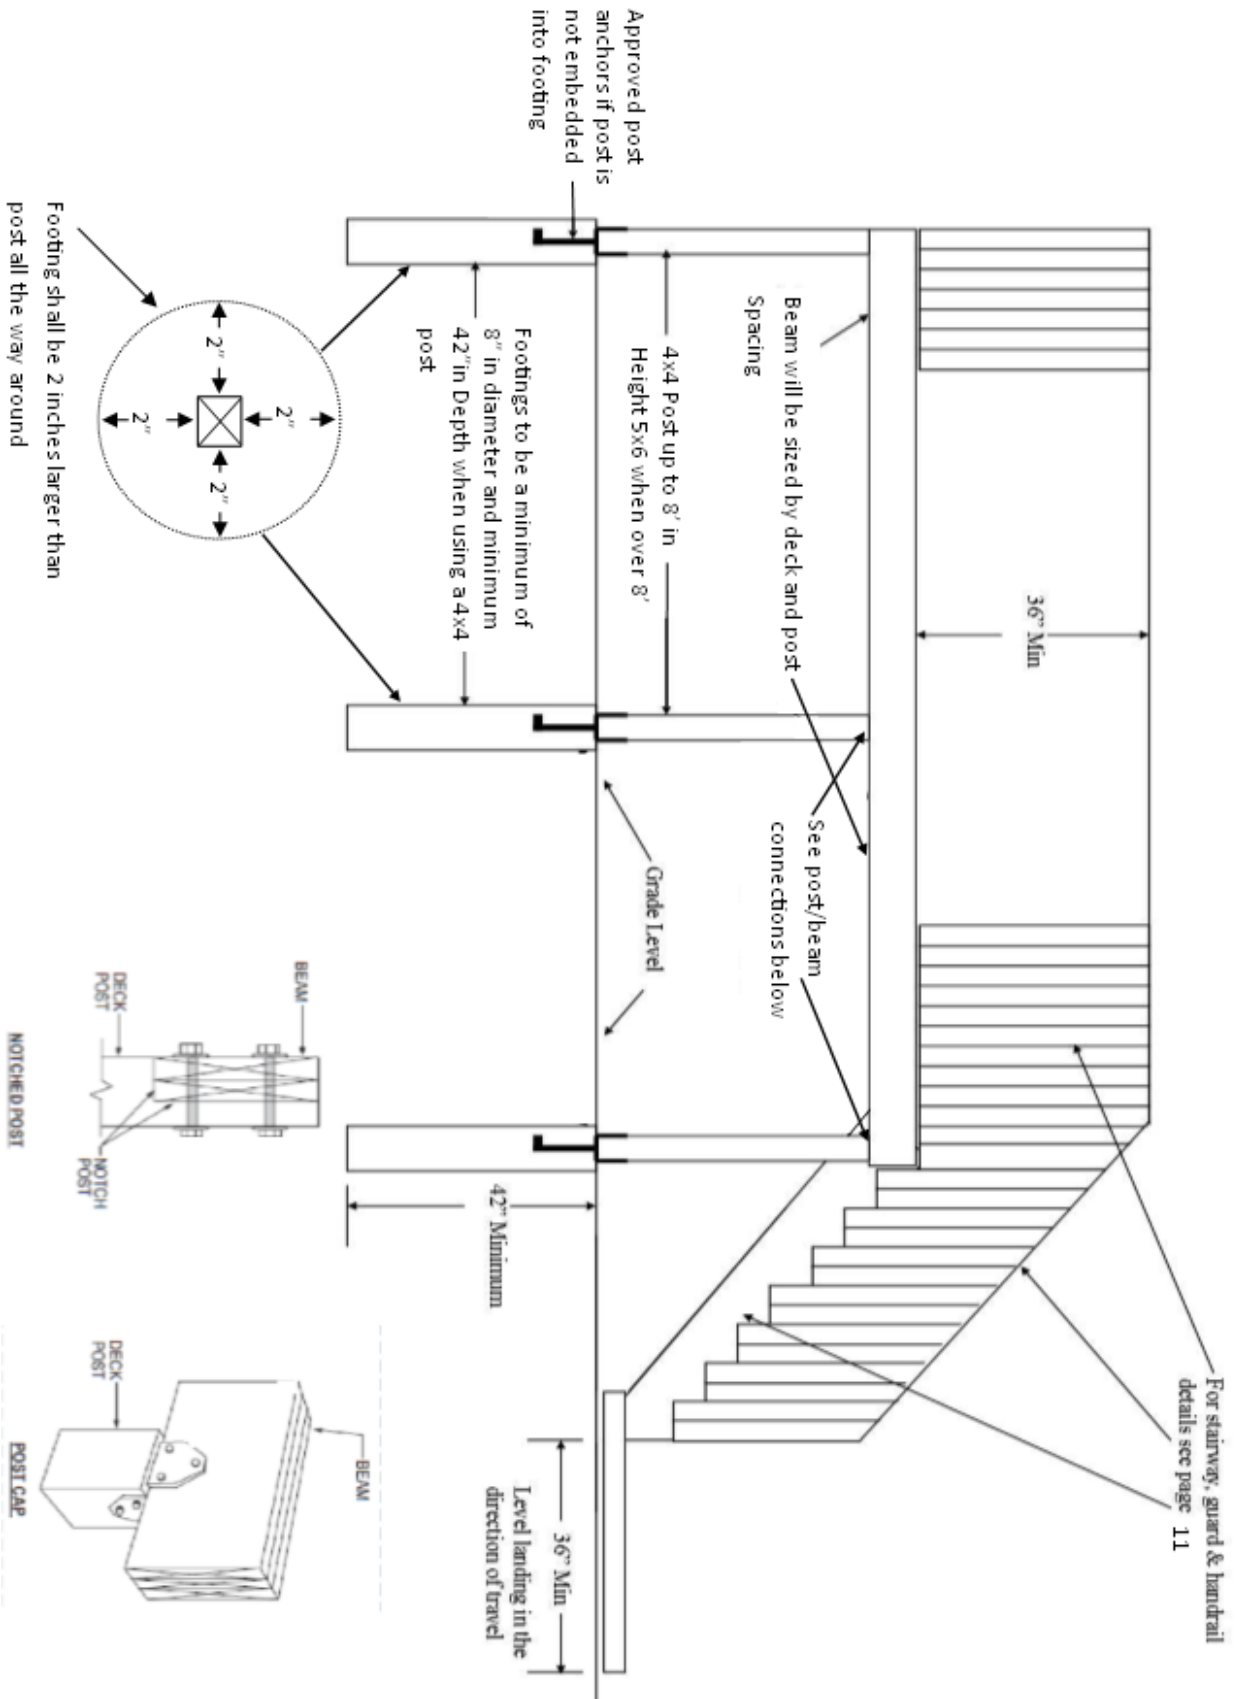 For stairway, guard & handrail
details see page 11
36" Min
Beam will be sized by deck and post
Spacing
See post/beam
connections below
4x4 Post up to 8' in
Height 5x6 when over 8'
Approved post
anchors if post is
not embedded
into footing
Grade Level
Footings to be a minimum of
8" in diameter and minimum
42" in Depth when using a 4x4
post
42" Minimum
36" Min
Level landing in the
direction of travel
2"
2"
2"
2"
Footing shall be 2 inches larger than
post all the way around
BEAM
DECK
POST
NOTCH
POST
NOTCHED POST
BEAM
DECK
POST
POST CAP